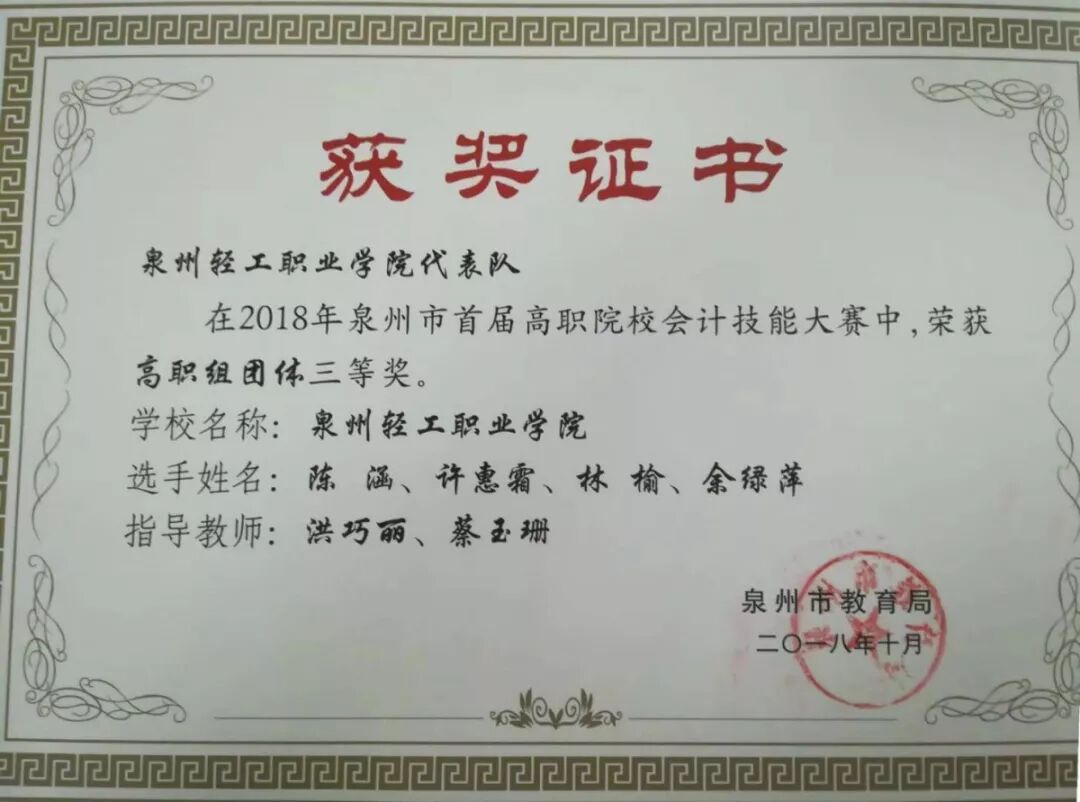 获奖证书
泉州轻工职业学院代表队
在2018年泉州市首届高职院校会计技能大赛中,荣获
高职组团体三等奖。
学校名称：泉州轻工职业学院
选手姓名：陈 涵、许惠霜、林 榆、余绿萍
指导教师：洪巧丽、蔡玉珊
泉州市教育局
二〇一八年十月